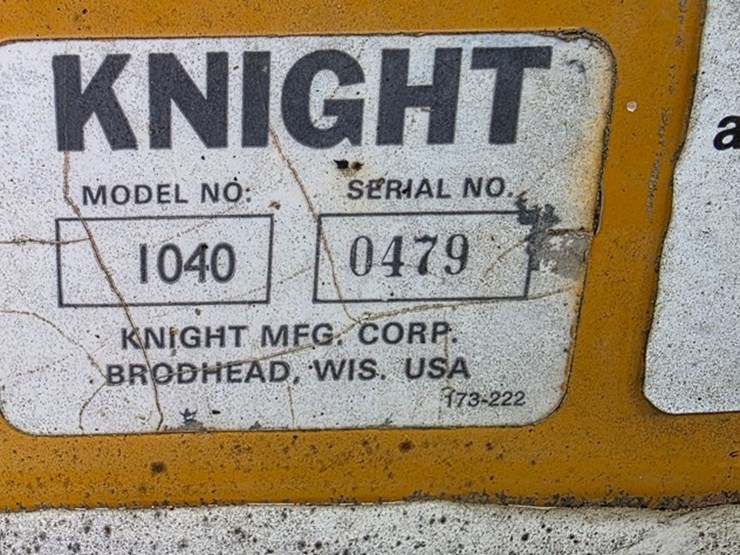 KNIGHT
MODEL NO: SERIAL NO.
1040 0479
KNIGHT MFG. CORP.
BRODHEAD, WIS. USA
173-222
a